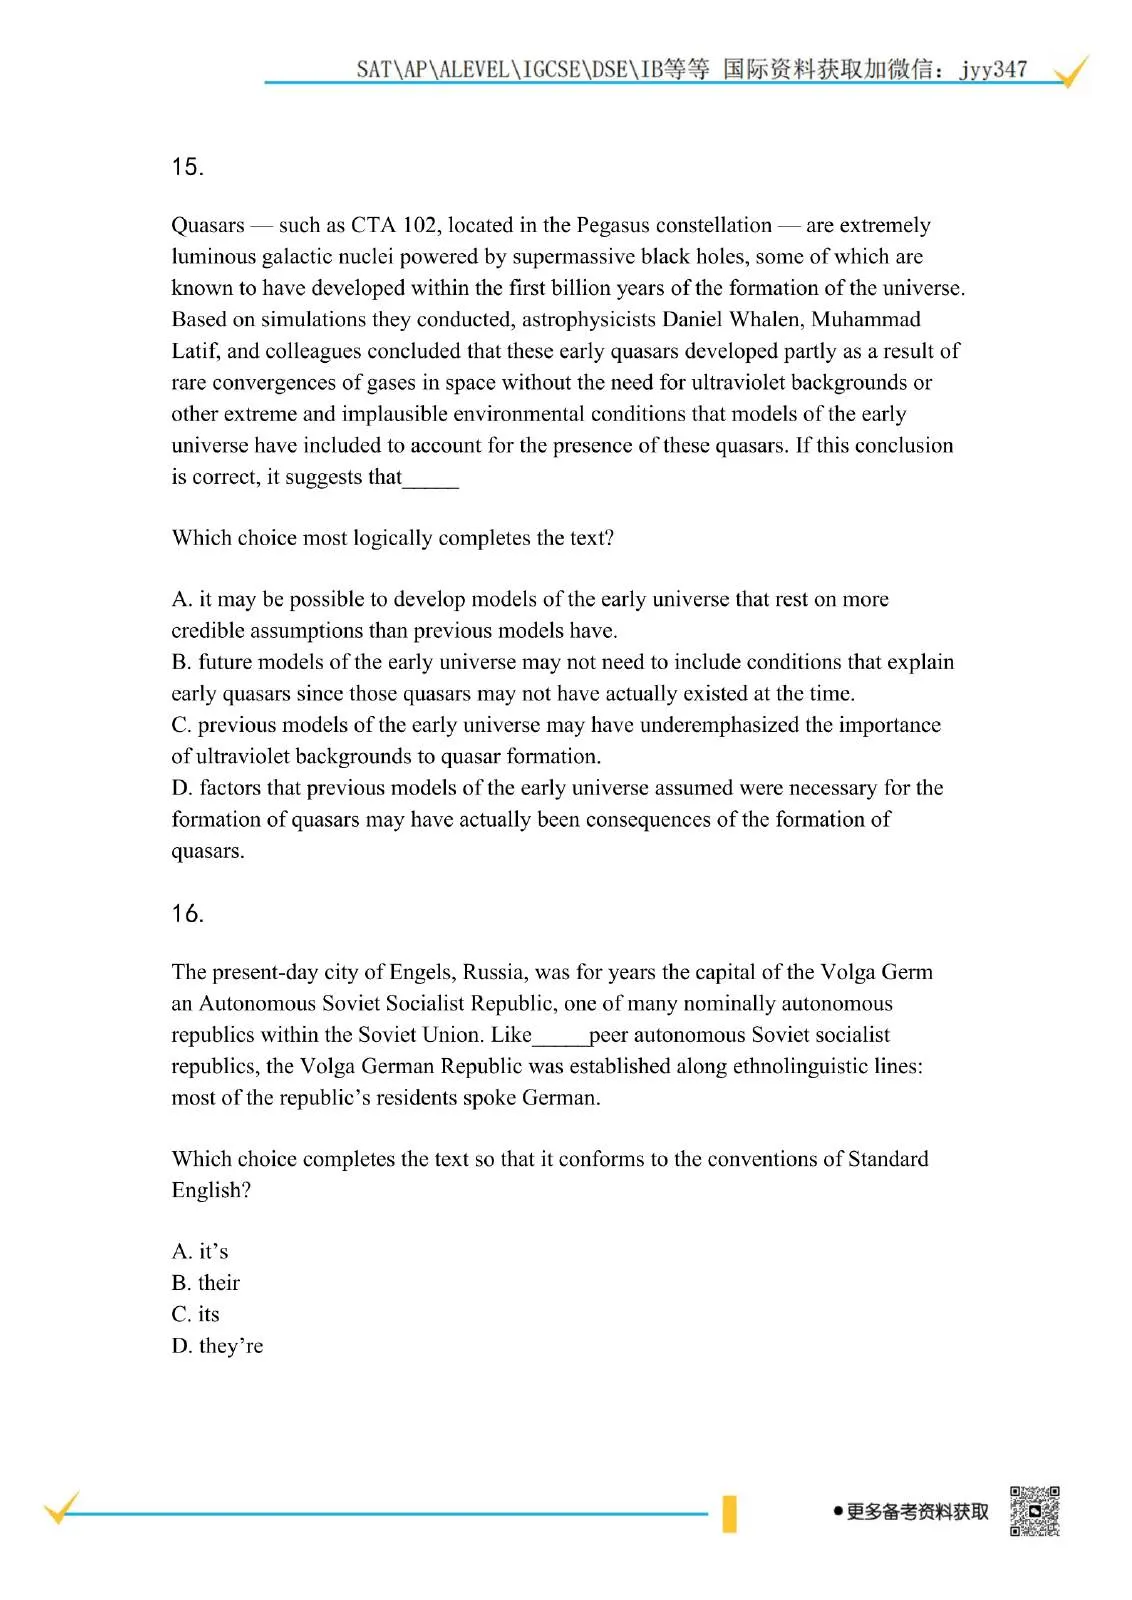 SAT\AP\ALEVEL\IGCSE\DSE\IB等等 国际资料获取加微信：jyy347
15.
Quasars — such as CTA 102, located in the Pegasus constellation — are extremely
luminous galactic nuclei powered by supermassive black holes, some of which are
known to have developed within the first billion years of the formation of the universe.
Based on simulations they conducted, astrophysicists Daniel Whalen, Muhammad
Latif, and colleagues concluded that these early quasars developed partly as a result of
rare convergences of gases in space without the need for ultraviolet backgrounds or
other extreme and implausible environmental conditions that models of the early
universe have included to account for the presence of these quasars. If this conclusion
is correct, it suggests that_____
Which choice most logically completes the text?
A. it may be possible to develop models of the early universe that rest on more
credible assumptions than previous models have.
B. future models of the early universe may not need to include conditions that explain
early quasars since those quasars may not have actually existed at the time.
C. previous models of the early universe may have underemphasized the importance
of ultraviolet backgrounds to quasar formation.
D. factors that previous models of the early universe assumed were necessary for the
formation of quasars may have actually been consequences of the formation of
quasars.
16.
The present-day city of Engels, Russia, was for years the capital of the Volga Germ
an Autonomous Soviet Socialist Republic, one of many nominally autonomous
republics within the Soviet Union. Like_____peer autonomous Soviet socialist
republics, the Volga German Republic was established along ethnolinguistic lines:
most of the republic’s residents spoke German.
Which choice completes the text so that it conforms to the conventions of Standard
English?
A. it’s
B. their
C. its
D. they’re
●更多备考资料获取